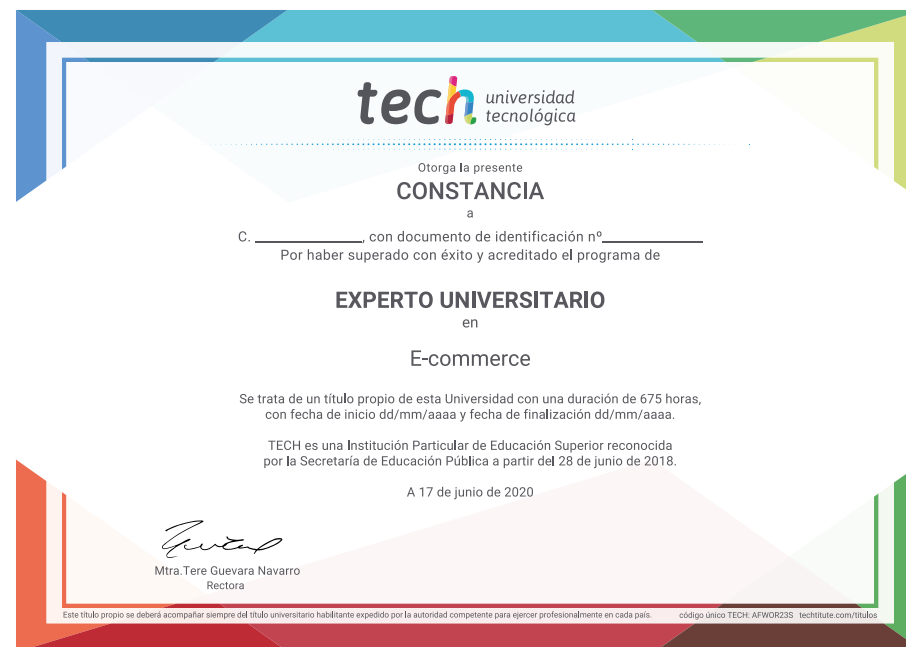 tech universidad
tecnológica
Otorga la presente
CONSTANCIA
a
C. ______________, con documento de identificación nº_____________
Por haber superado con éxito y acreditado el programa de
EXPERTO UNIVERSITARIO
en
E-commerce
Se trata de un título propio de esta Universidad con una duración de 675 horas,
con fecha de inicio dd/mm/aaaa y fecha de finalización dd/mm/aaaa.
TECH es una Institución Particular de Educación Superior reconocida
por la Secretaría de Educación Pública a partir del 28 de junio de 2018.
A 17 de junio de 2020
Mtra.Tere Guevara Navarro
Rectora
Este título propio se deberá acompañar siempre del título universitario habilitante expedido por la autoridad competente para ejercer profesionalmente en cada país. código único TECH: AFWOR23S techtitute.com/titulos